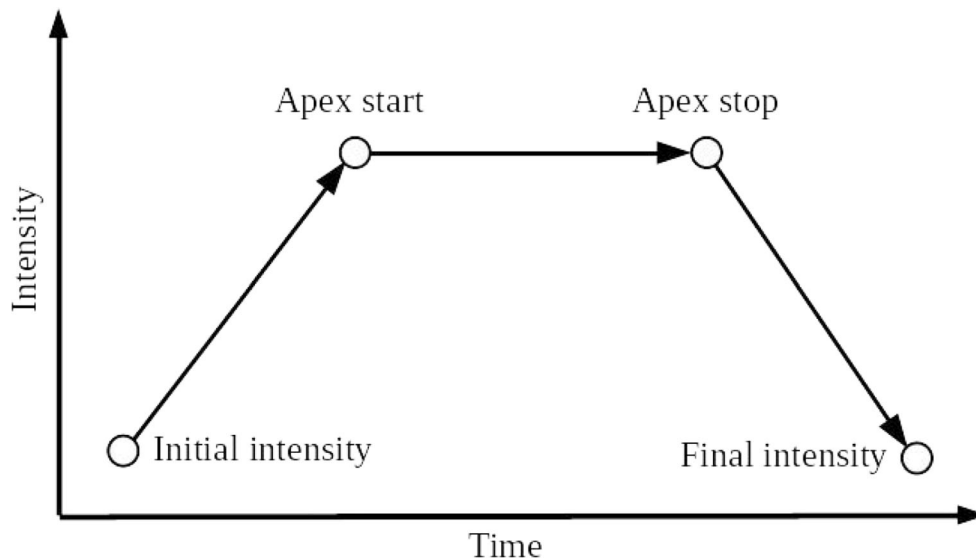 Apex start
Apex stop
Intensity
Initial intensity
Final intensity
Time